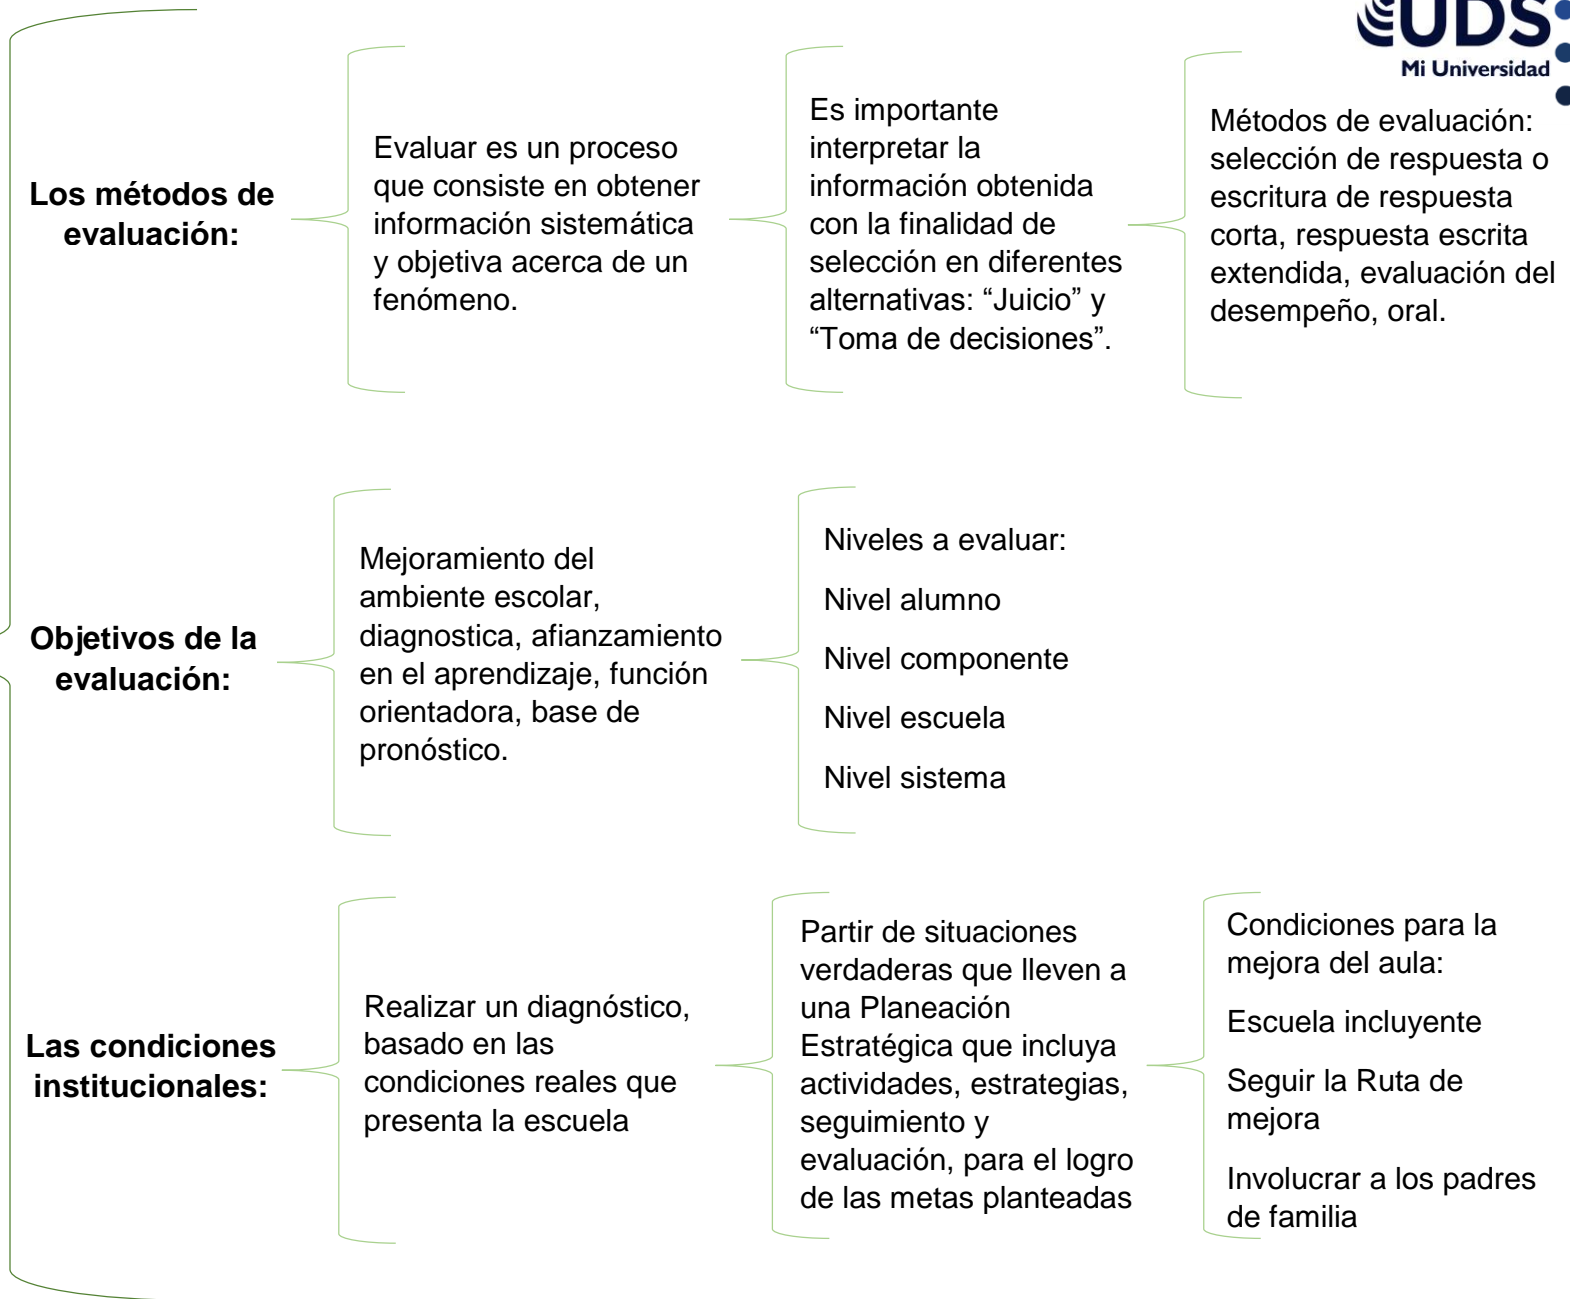 UDS
Mi Universidad
Los métodos de
evaluación:
Evaluar es un proceso
que consiste en obtener
información sistemática
y objetiva acerca de un
fenómeno.
Es importante
interpretar la
información obtenida
con la finalidad de
selección en diferentes
alternativas: “Juicio” y
“Toma de decisiones”.
Métodos de evaluación:
selección de respuesta o
escritura de respuesta
corta, respuesta escrita
extendida, evaluación del
desempeño, oral.
Objetivos de la
evaluación:
Mejoramiento del
ambiente escolar,
diagnostica, afianzamiento
en el aprendizaje, función
orientadora, base de
pronóstico.
Niveles a evaluar:
Nivel alumno
Nivel componente
Nivel escuela
Nivel sistema
Las condiciones
institucionales:
Realizar un diagnóstico,
basado en las
condiciones reales que
presenta la escuela
Partir de situaciones
verdaderas que lleven a
una Planeación
Estratégica que incluya
actividades, estrategias,
seguimiento y
evaluación, para el logro
de las metas planteadas
Condiciones para la
mejora del aula:
Escuela incluyente
Seguir la Ruta de
mejora
Involucrar a los padres
de familia